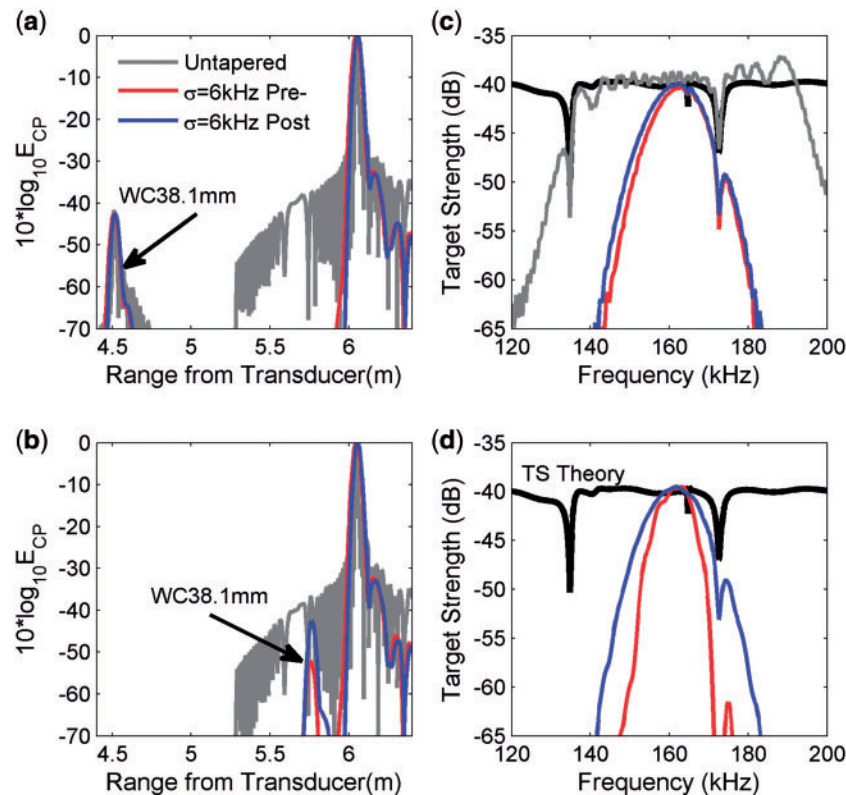 (a)
Untapered
σ=6kHz Pre-
σ=6kHz Post
WC38.1mm
10*log10 ECP
0
-10
-20
-30
-40
-50
-60
-70
4.5
5
5.5
6
Range from Transducer(m)
(c)
Target Strength (dB)
-35
-40
-45
-50
-55
-60
-65
120
140
160
180
200
Frequency (kHz)
(b)
WC38.1mm
10*log10 ECP
0
-10
-20
-30
-40
-50
-60
-70
4.5
5
5.5
6
Range from Transducer(m)
(d)
TS Theory
Target Strength (dB)
-35
-40
-45
-50
-55
-60
-65
120
140
160
180
200
Frequency (kHz)